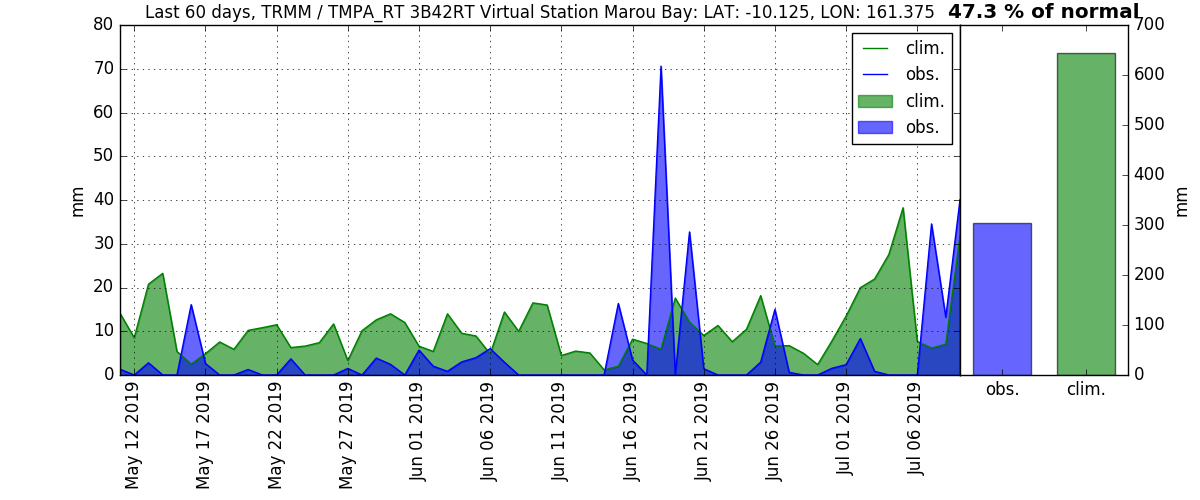 Last 60 days, TRMM / TMPA_RT 3B42RT Virtual Station Marou Bay: LAT: -10.125, LON: 161.375
47.3 % of normal
80
70
60
50
40
30
20
10
0
mm
clim.
obs.
clim.
obs.
May 12 2019
May 17 2019
May 22 2019
May 27 2019
Jun 01 2019
Jun 06 2019
Jun 11 2019
Jun 16 2019
Jun 21 2019
Jun 26 2019
Jul 01 2019
Jul 06 2019
700
600
500
400
300
200
100
0
mm
obs.
clim.